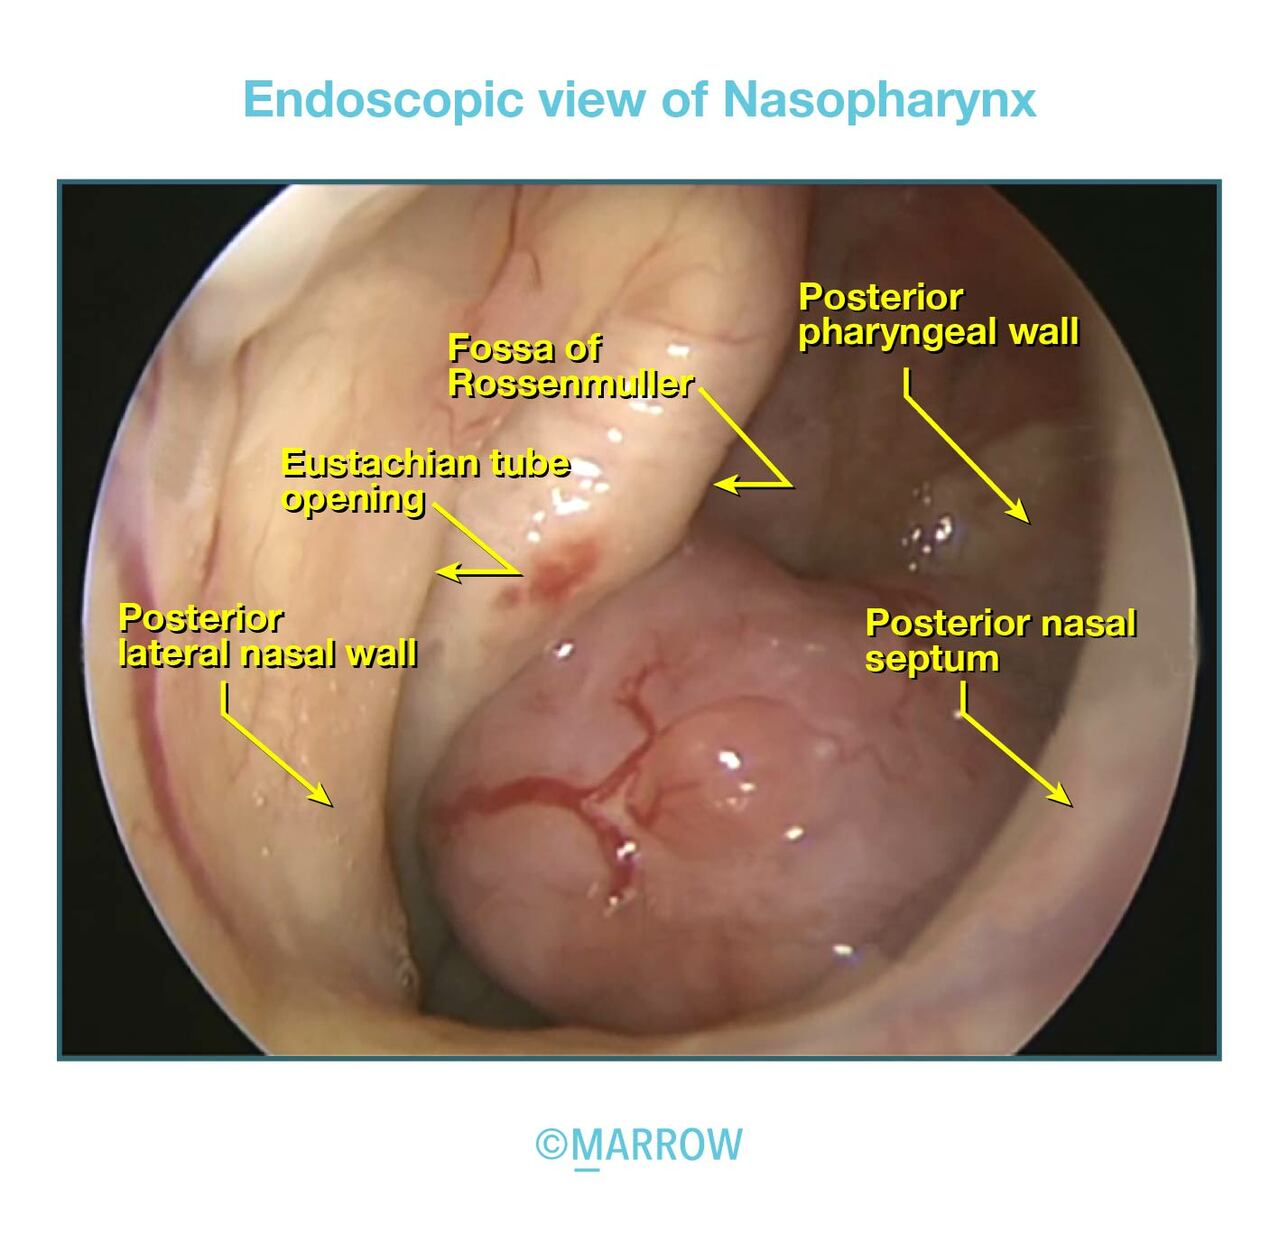 Endoscopic view of Nasopharynx
Posterior
pharyngeal wall
Fossa of
Rossenmuller
Eustachian tube
opening
Posterior
lateral nasal wall
Posterior nasal
septum
©MARROW